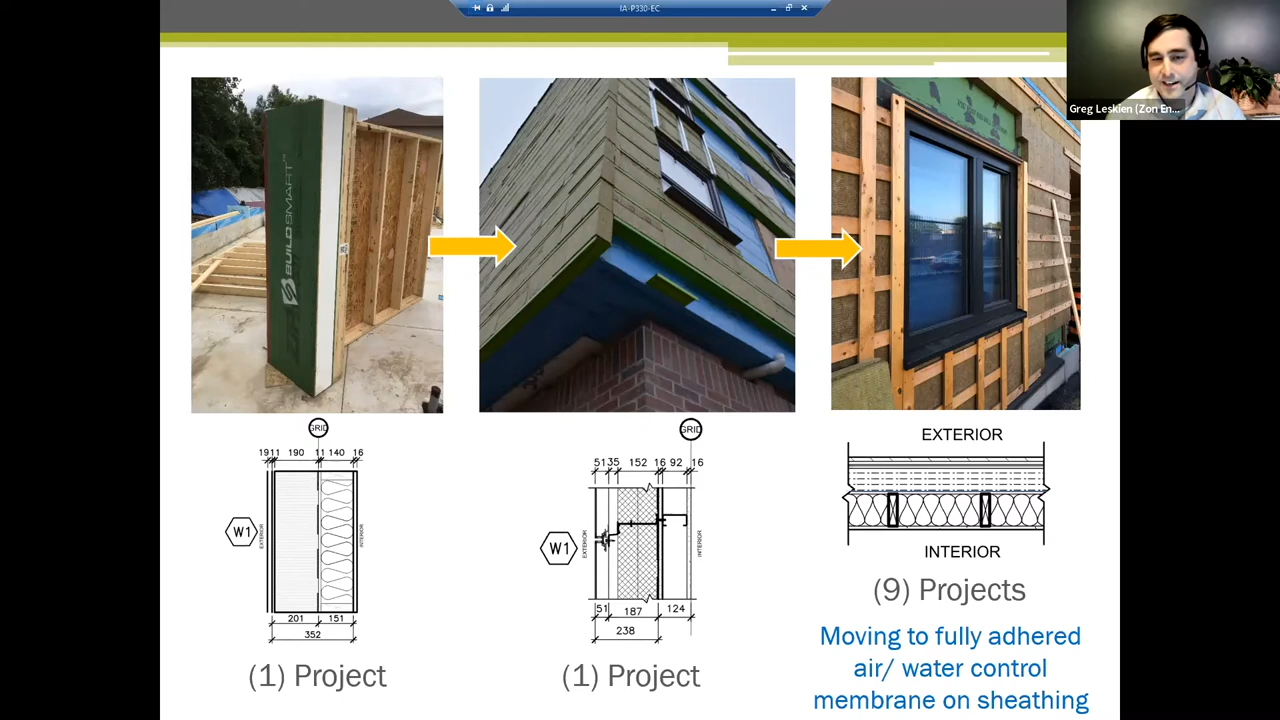 IA-P330-EC
Greg Leskien (Zon En...
BUILDSMART™
GRID
1911 190 11 140 16
W1
EXTERIOR
INTERIOR
201 151
352
(1) Project
GRID
5135 152 16 92 16
W1
EXTERIOR
INTERIOR
51 187 124
238
(1) Project
EXTERIOR
INTERIOR
(9) Projects
Moving to fully adhered
air/ water control
membrane on sheathing